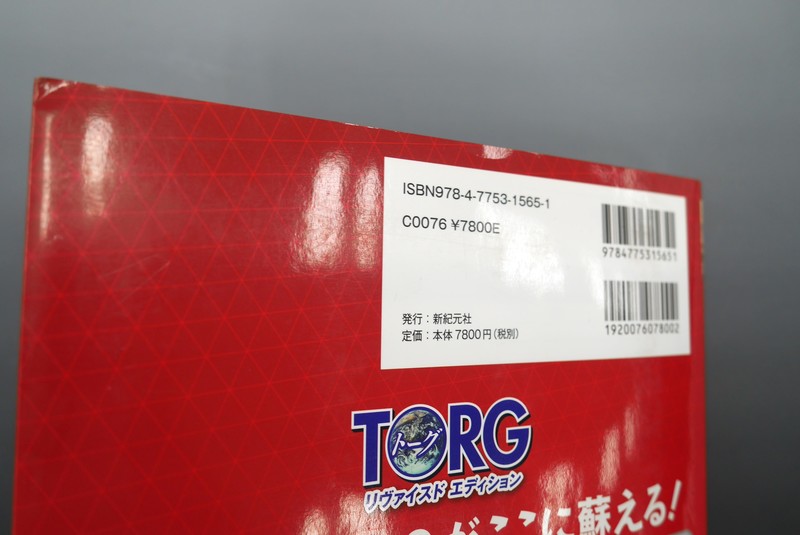 ISBN978-4-7753-1565-1
C0076 ¥7800E
9784775315651
1920076078002
発行：新紀元社
定価：本体7800円(税別)
TORG
トーグ
リヴァイスド エディション
がここに蘇える!